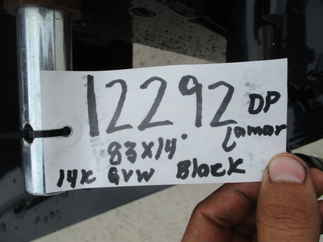 12292 DP
Lamar
83x14'
14K GVW Black